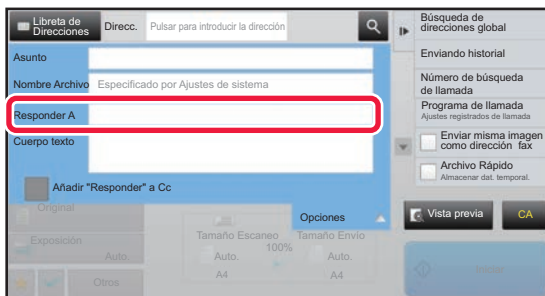 Libreta de
Direcciones
Direcc.
Pulsar para introducir la dirección
Asunto
Nombre Archivo
Especificado por Ajustes de sistema
Responder A
Cuerpo texto
Añadir "Responder" a Cc
Opciones
Original
Exposición
Auto.
Otros
Tamaño Escaneo
100%
Tamaño Envío
Auto.
Auto.
A4
A4
Búsqueda de
direcciones global
Enviando historial
Número de búsqueda
de llamada
Programa de llamada
Ajustes registrados de llamada
Enviar misma imagen
como dirección fax
Archivo Rápido
Almacenar dat. temporal.
Vista previa
CA
Iniciar